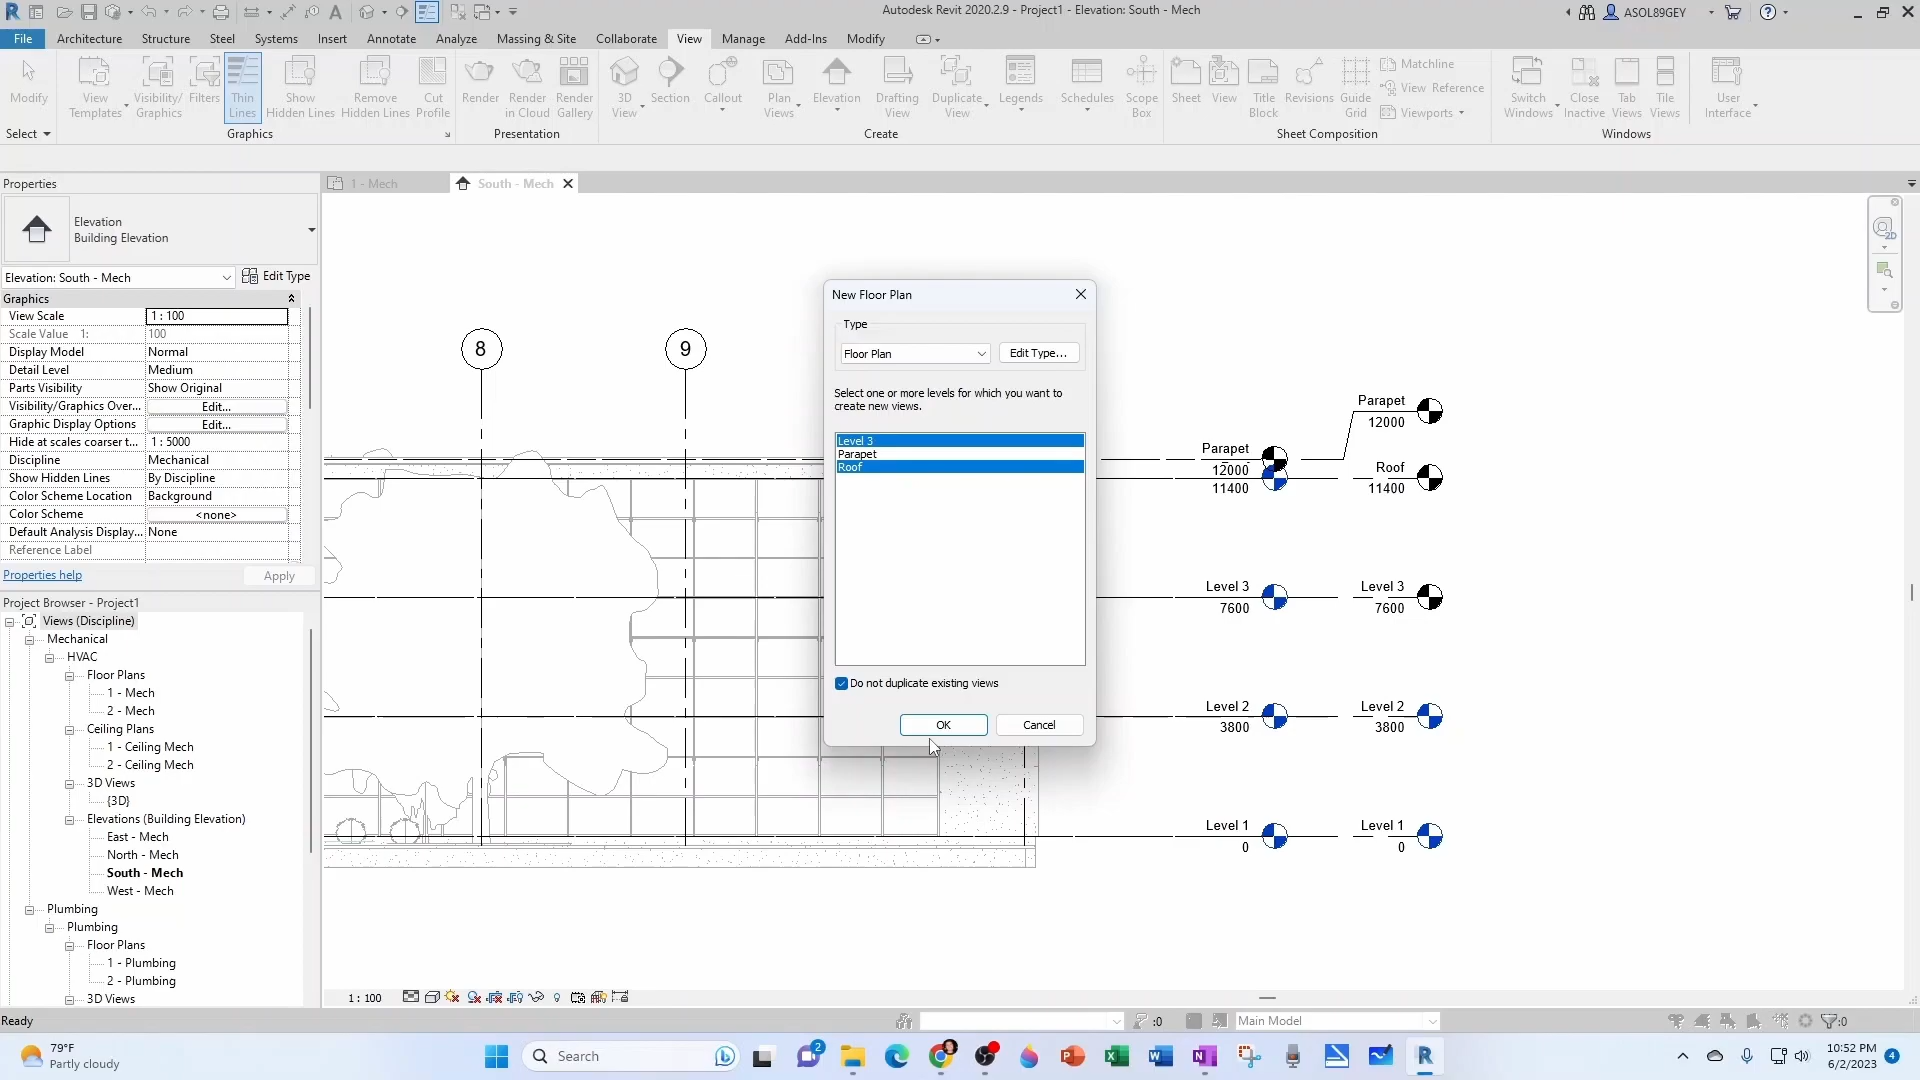 Autodesk Revit 2020.2.9 - Project1 - Elevation: South - Mech
ASOL89GEY
File Architecture Structure Steel Systems Insert Annotate Analyze Massing & Site Collaborate View Manage Add-Ins Modify
Modify
View Templates
Visibility/ Graphics
Filters
Thin Lines
Show Hidden Lines
Remove Hidden Lines
Cut Profile
Render
Render in Cloud
Render Gallery
3D View
Section
Callout
Plan Views
Elevation
Drafting View
Duplicate View
Legends
Schedules
Scope Box
Sheet
View
Title Block
Revisions
Guide Grid
Matchline
View Reference
Viewports
Switch Windows
Close Inactive
Tab Views
Tile Views
User Interface
Select
Graphics
Presentation
Create
Sheet Composition
Windows
Properties
1 - Mech
South - Mech
Elevation
Building Elevation
Elevation: South - Mech
Edit Type
Graphics
View Scale 1 : 100
Scale Value 1: 100
Display Model Normal
Detail Level Medium
Parts Visibility Show Original
Visibility/Graphics Over... Edit...
Graphic Display Options Edit...
Hide at scales coarser t... 1 : 5000
Discipline Mechanical
Show Hidden Lines By Discipline
Color Scheme Location Background
Color Scheme <none>
Default Analysis Display... None
Reference Label
Properties help
Apply
Project Browser - Project1
Views (Discipline)
Mechanical
HVAC
Floor Plans
1 - Mech
2 - Mech
Ceiling Plans
1 - Ceiling Mech
2 - Ceiling Mech
3D Views
{3D}
Elevations (Building Elevation)
East - Mech
North - Mech
South - Mech
West - Mech
Plumbing
Plumbing
Floor Plans
1 - Plumbing
2 - Plumbing
3D Views
8
9
New Floor Plan
Type
Floor Plan
Edit Type...
Select one or more levels for which you want to
create new views.
Level 3
Parapet
Roof
Do not duplicate existing views
OK
Cancel
Parapet
12000
Parapet
12000
Roof
11400
11400
Level 3
7600
Level 3
7600
Level 2
3800
Level 2
3800
Level 1
0
Level 1
0
2D
1 : 100
Ready
:0
Main Model
:0
79°F
Partly cloudy
Search
2
10:52 PM
6/2/2023
4